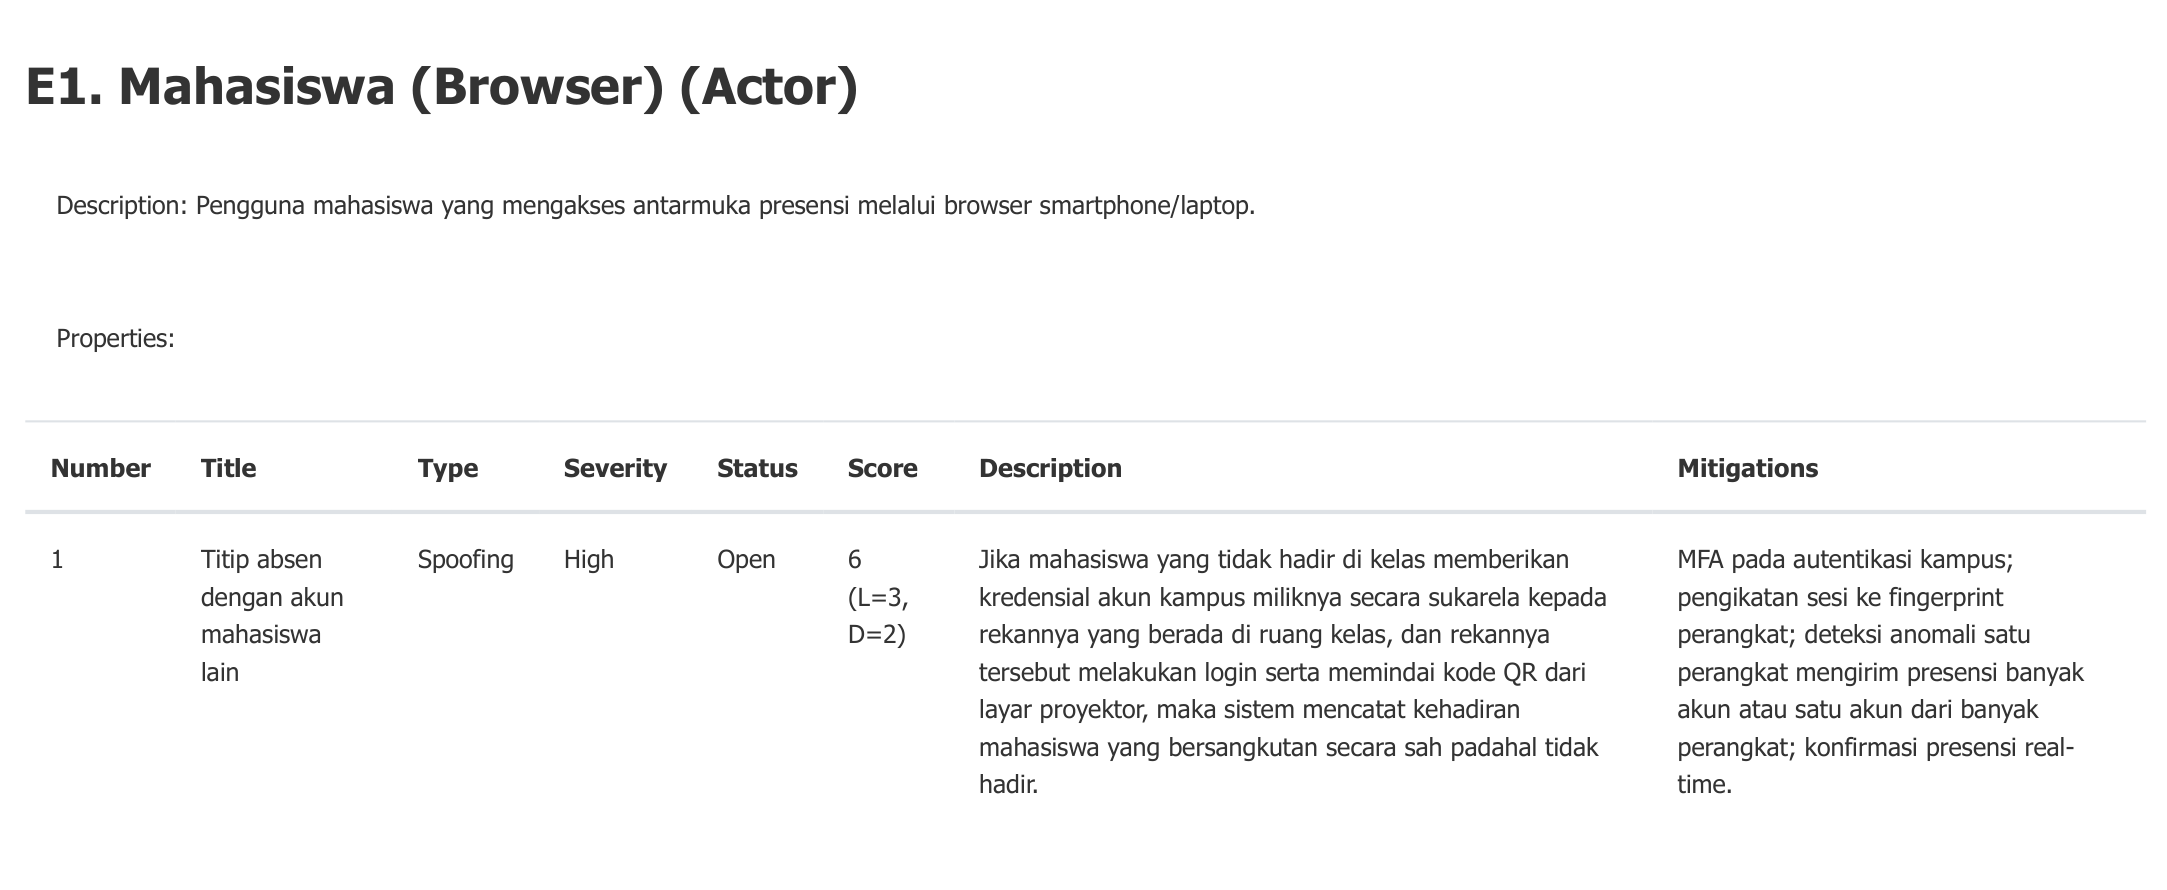 E1. Mahasiswa (Browser) (Actor)
Description: Pengguna mahasiswa yang mengakses antarmuka presensi melalui browser smartphone/laptop.
Properties:
Number Title Type Severity Status Score Description Mitigations
1 Titip absen Spoofing High Open 6 Jika mahasiswa yang tidak hadir di kelas memberikan MFA pada autentikasi kampus;
dengan akun (L=3, kredensial akun kampus miliknya secara sukarela kepada pengikatan sesi ke fingerprint
mahasiswa D=2) rekannya yang berada di ruang kelas, dan rekannya perangkat; deteksi anomali satu
lain tersebut melakukan login serta memindai kode QR dari perangkat mengirim presensi banyak
layar proyektor, maka sistem mencatat kehadiran akun atau satu akun dari banyak
mahasiswa yang bersangkutan secara sah padahal tidak perangkat; konfirmasi presensi real-
hadir. time.